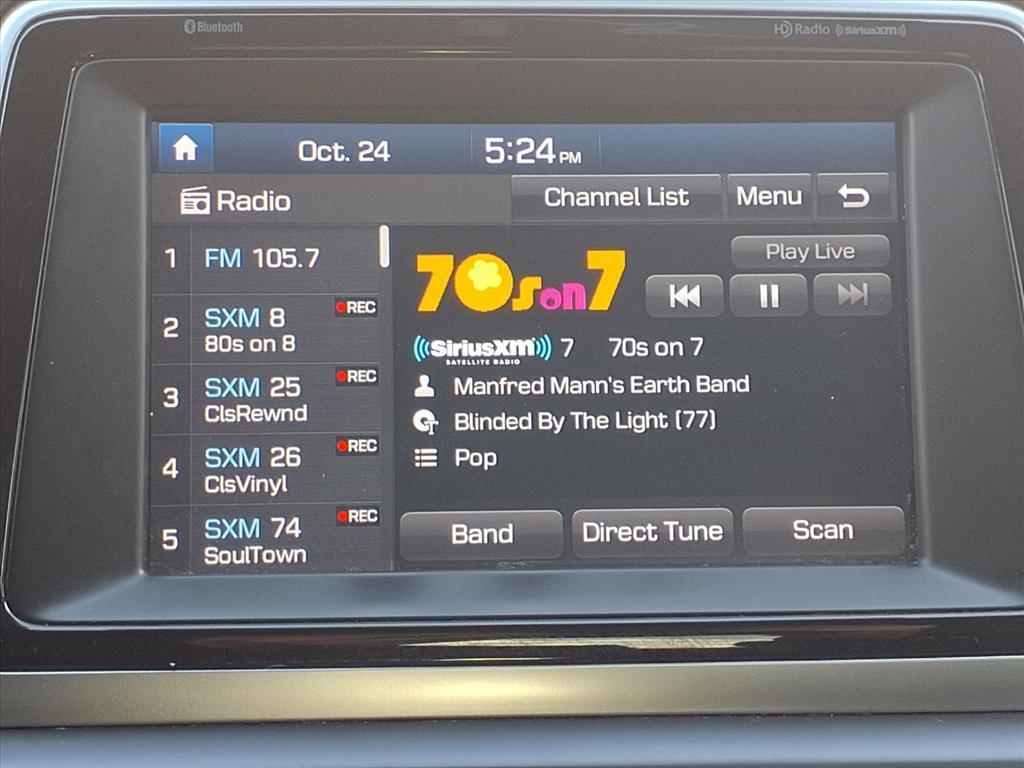 Bluetooth
HD Radio ((SiriusXM))
Oct. 24 5:24 PM
Radio Channel List Menu
1 FM 105.7
2 SXM 8 REC
80s on 8
3 SXM 25 REC
ClsRewnd
4 SXM 26 REC
ClsVinyl
5 SXM 74 REC
SoulTown
70s on 7
Play Live
((SiriusXM)) 7 70s on 7
SATELLITE RADIO
Manfred Mann's Earth Band
Blinded By The Light (77)
Pop
Band Direct Tune Scan